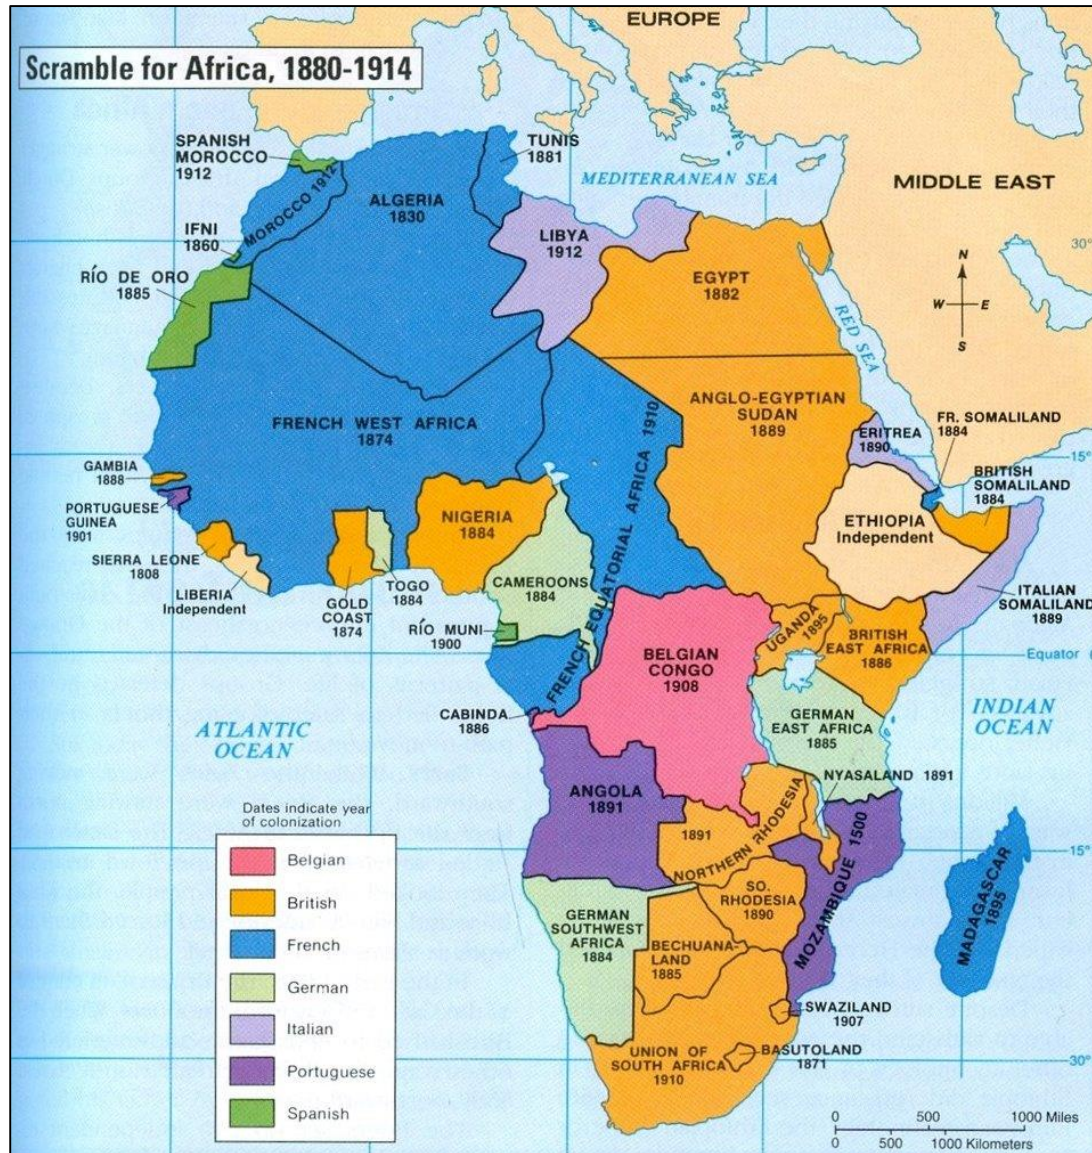 EUROPE
Scramble for Africa, 1880-1914
SPANISH
MOROCCO
1912
TUNIS
1881
MEDITERRANEAN SEA
MIDDLE EAST
ALGERIA
1830
MOROCCO 1912
IFNI
1860
LIBYA
1912
30°
RÍO DE ORO
1885
EGYPT
1882
N
W
E
S
RED SEA
FRENCH WEST AFRICA
1874
ANGLO-EGYPTIAN
SUDAN
1889
FR. SOMALILAND
1884
ERITREA
1890
15°
GAMBIA
1888
BRITISH
SOMALILAND
1884
PORTUGUESE
GUINEA
1901
NIGERIA
1884
FRENCH EQUATORIAL AFRICA 1910
ETHIOPIA
Independent
SIERRA LEONE
1808
LIBERIA
Independent
GOLD
COAST
1874
TOGO
1884
CAMEROONS
1884
ITALIAN
SOMALILAND
1889
RÍO MUNI
1900
UGANDA
1895
BRITISH
EAST AFRICA
1886
BELGIAN
CONGO
1908
Equator
ATLANTIC
OCEAN
CABINDA
1886
GERMAN
EAST AFRICA
1885
INDIAN
OCEAN
NYASALAND 1891
ANGOLA
1891
1891
NORTHERN RHODESIA
MOZAMBIQUE 1500
15°
SO.
RHODESIA
1890
MADAGASCAR
1895
GERMAN
SOUTHWEST
AFRICA
1884
BECHUANA-
LAND
1885
SWAZILAND
1907
UNION OF
SOUTH AFRICA
1910
BASUTOLAND
1871
30°
Dates indicate year
of colonization
Belgian
British
French
German
Italian
Portuguese
Spanish
0 500 1000 Miles
0 500 1000 Kilometers